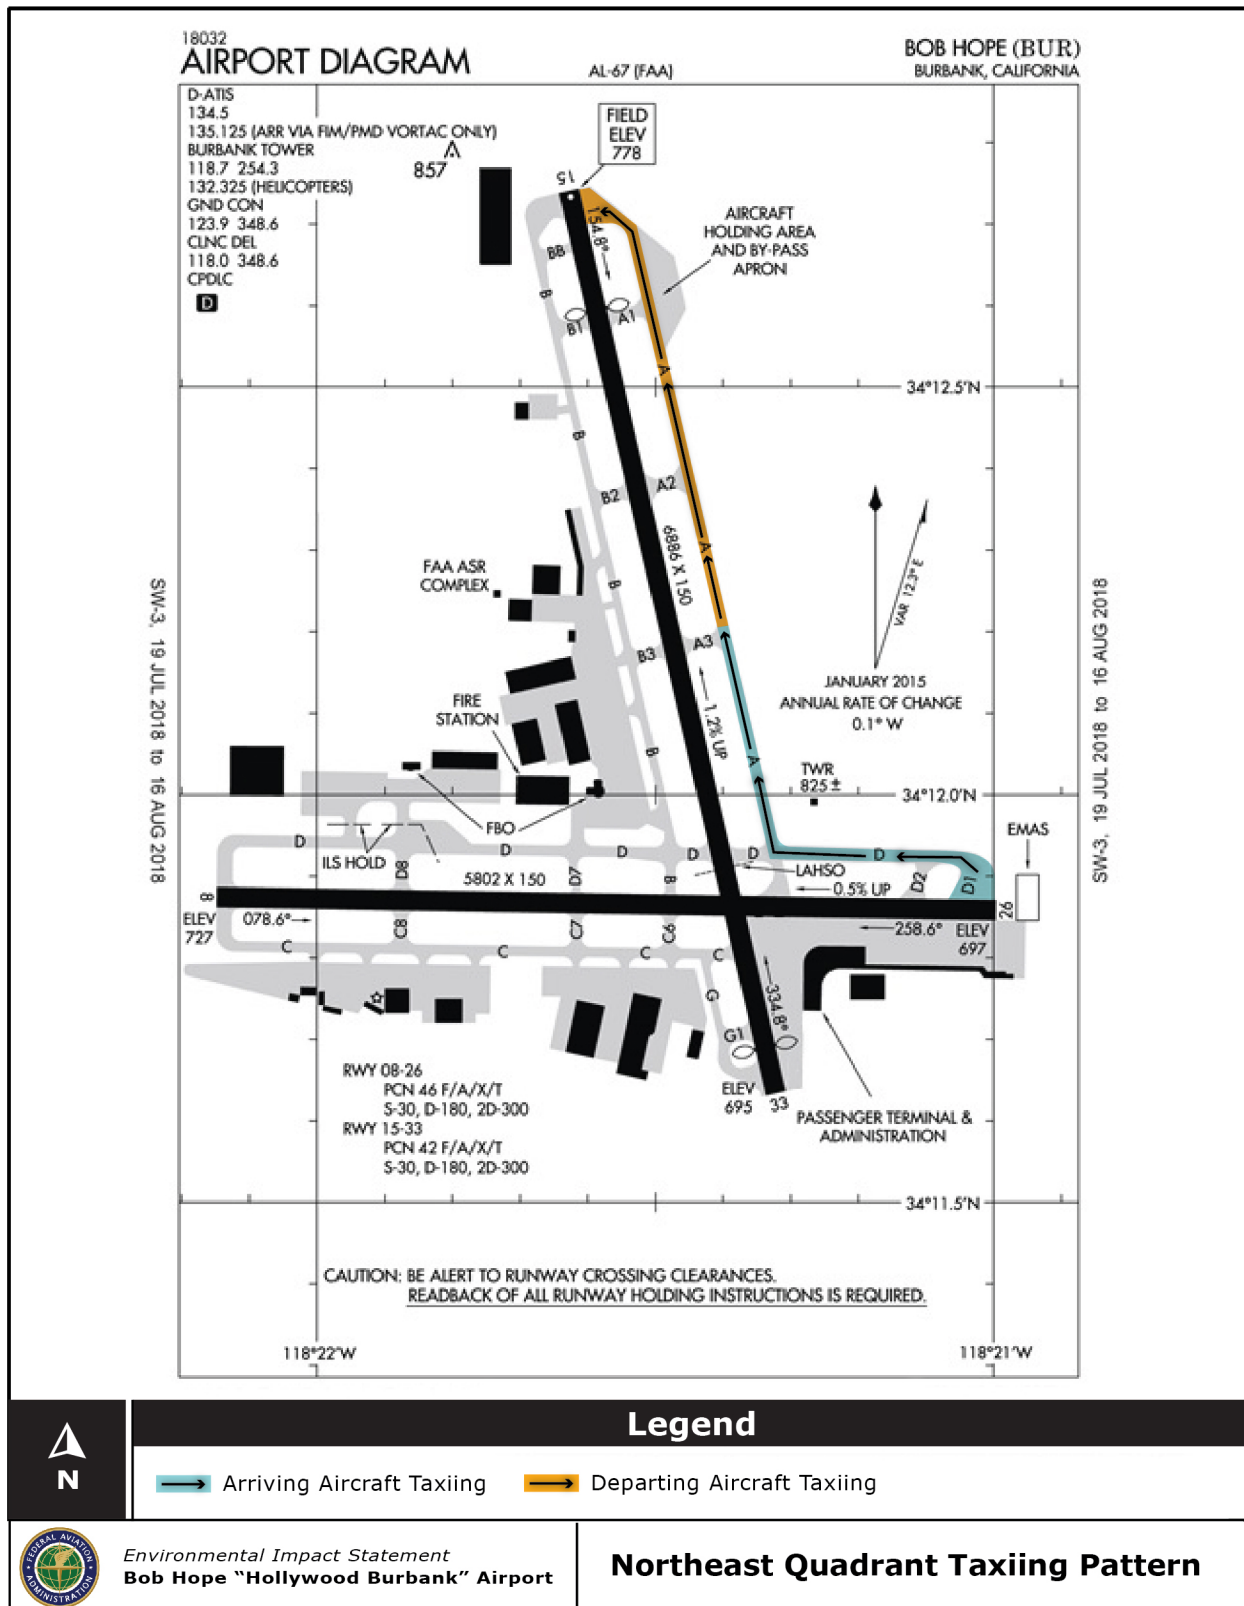 18032
AIRPORT DIAGRAM
AL-67 (FAA)
BOB HOPE (BUR)
BURBANK, CALIFORNIA
D-ATIS
134.5
135.125 (ARR VIA FIM/PMD VORTAC ONLY)
BURBANK TOWER
118.7 254.3
132.325 (HELICOPTERS)
GND CON
123.9 348.6
CLNC DEL
118.0 348.6
CPDLC
D
857
FIELD
ELEV
778
15
154.8°
AIRCRAFT
HOLDING AREA
AND BY-PASS
APRON
BB
B
B1
A1
A
34°12.5'N
B
B2
A2
A
6886 X 150
VAR 12.3° E
FAA ASR
COMPLEX
B
B3
A3
JANUARY 2015
ANNUAL RATE OF CHANGE
0.1° W
1.2% UP
FIRE
STATION
B
A
TWR
825 ±
34°12.0'N
EMAS
FBO
D
ILS HOLD
D
D
D
D
D
LAHSO
D8
5802 X 150
D7
B
0.5% UP
D2
D1
8
ELEV
727
078.6°
C8
C7
C6
258.6°
ELEV
697
26
C
C
C
C
G
334.8°
G1
ELEV
695
33
PASSENGER TERMINAL &
ADMINISTRATION
RWY 08-26
PCN 46 F/A/X/T
S-30, D-180, 2D-300
RWY 15-33
PCN 42 F/A/X/T
S-30, D-180, 2D-300
34°11.5'N
CAUTION: BE ALERT TO RUNWAY CROSSING CLEARANCES.
READBACK OF ALL RUNWAY HOLDING INSTRUCTIONS IS REQUIRED.
118°22'W
118°21'W
SW-3, 19 JUL 2018 to 16 AUG 2018
SW-3, 19 JUL 2018 to 16 AUG 2018
N
Legend
Arriving Aircraft Taxiing
Departing Aircraft Taxiing
FEDERAL AVIATION
ADMINISTRATION
Environmental Impact Statement
Bob Hope “Hollywood Burbank” Airport
Northeast Quadrant Taxiing Pattern